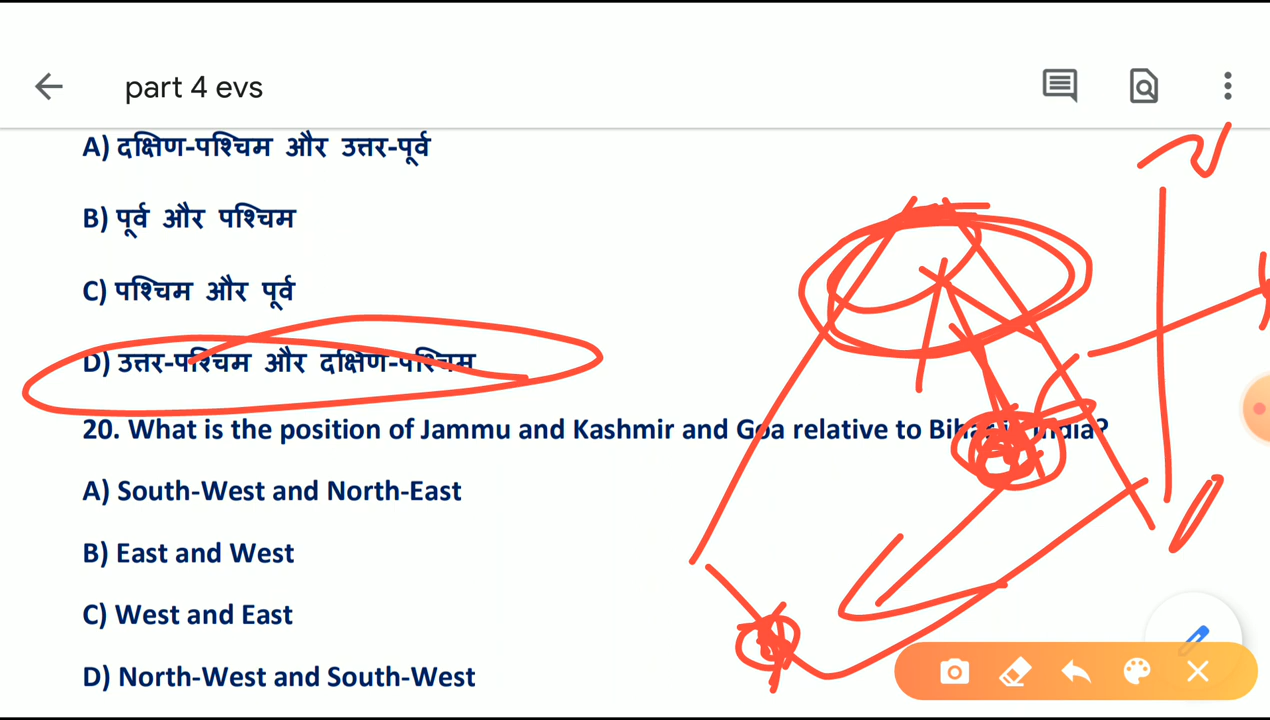 part 4 evs
A) दक्षिण-पश्चिम और उत्तर-पूर्व
B) पूर्व और पश्चिम
C) पश्चिम और पूर्व
D) उत्तर-पश्चिम और दक्षिण-पश्चिम
20. What is the position of Jammu and Kashmir and Goa relative to Bihar in India?
A) South-West and North-East
B) East and West
C) West and East
D) North-West and South-West